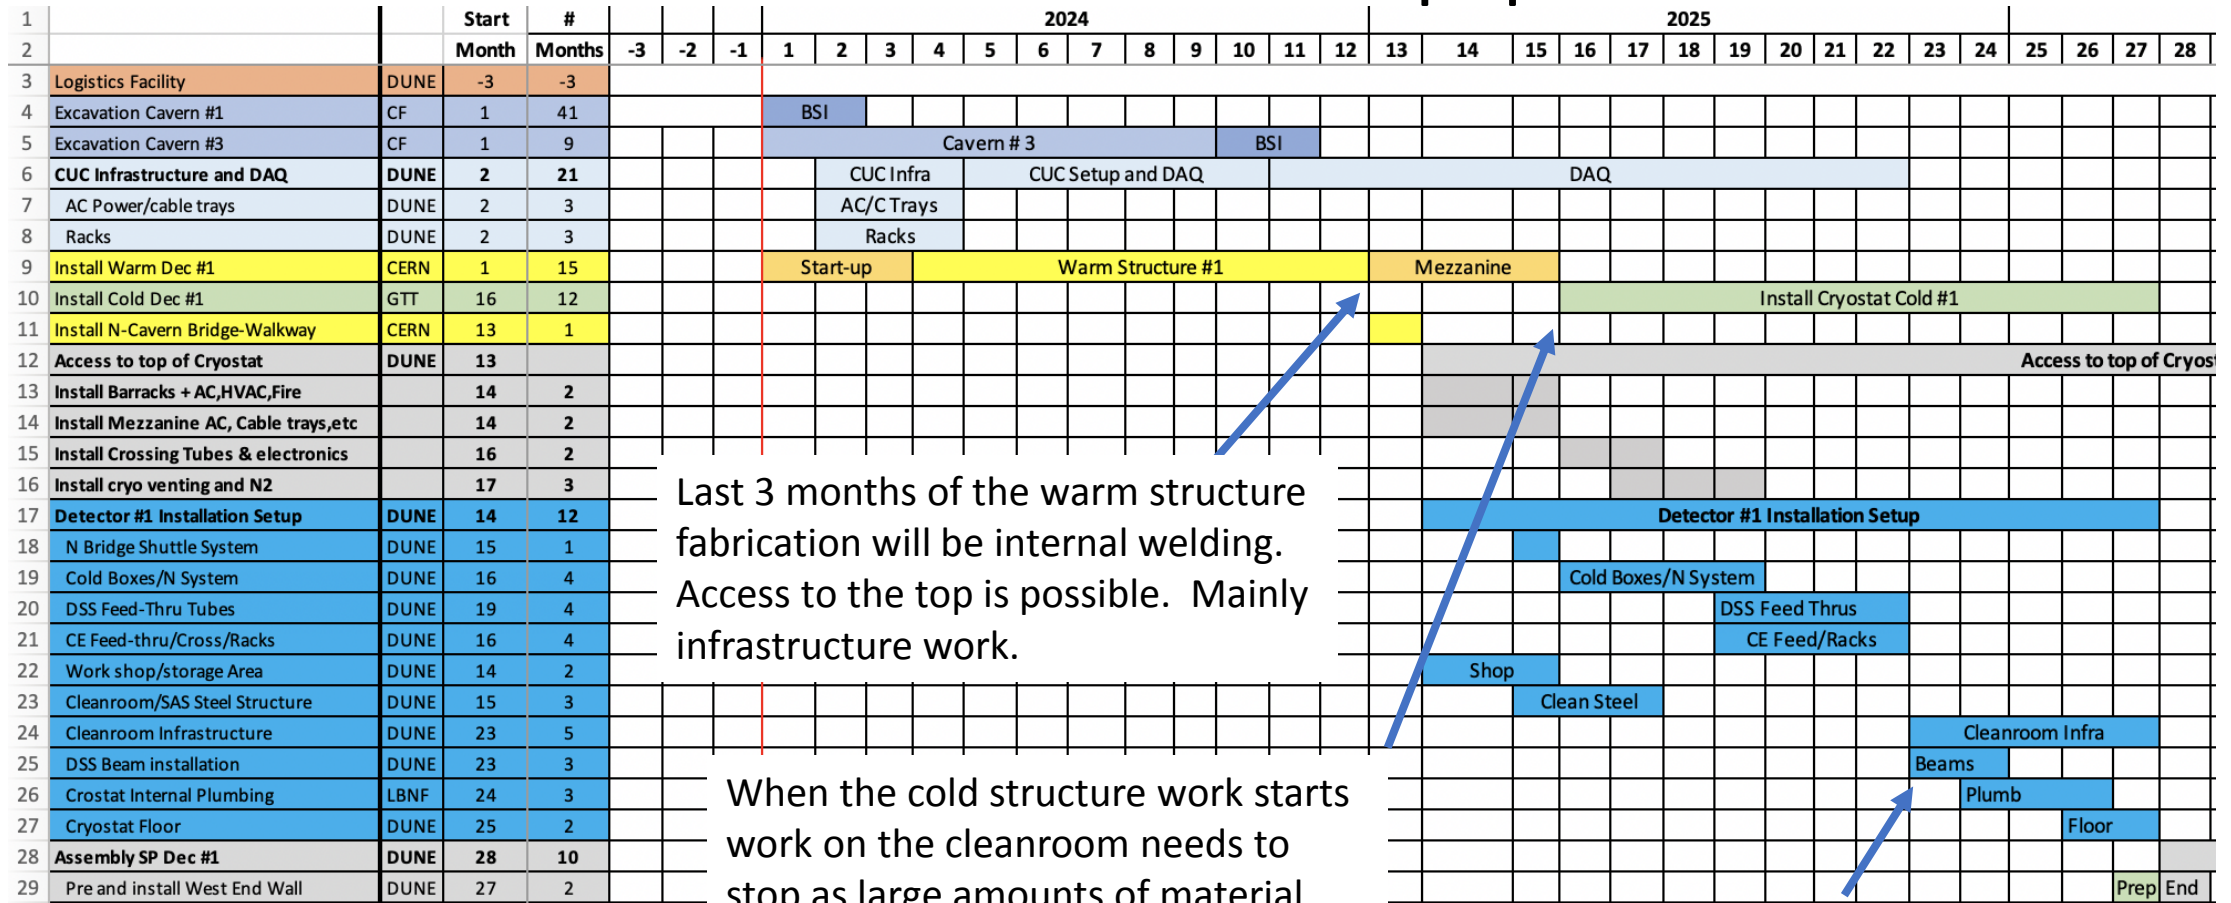 1 Start # 2024 2025
2 Month Months -3 -2 -1 1 2 3 4 5 6 7 8 9 10 11 12 13 14 15 16 17 18 19 20 21 22 23 24 25 26 27 28
3 Logistics Facility DUNE -3 -3
4 Excavation Cavern #1 CF 1 41 BSI
5 Excavation Cavern #3 CF 1 9 Cavern # 3 BSI
6 CUC Infrastructure and DAQ DUNE 2 21 CUC Infra CUC Setup and DAQ DAQ
7 AC Power/cable trays DUNE 2 3 AC/C Trays
8 Racks DUNE 2 3 Racks
9 Install Warm Dec #1 CERN 1 15 Start-up Warm Structure #1 Mezzanine
10 Install Cold Dec #1 GTT 16 12 Install Cryostat Cold #1
11 Install N-Cavern Bridge-Walkway CERN 13 1
12 Access to top of Cryostat DUNE 13 Access to top of Cryos
13 Install Barracks + AC,HVAC,Fire 14 2
14 Install Mezzanine AC, Cable trays,etc 14 2
15 Install Crossing Tubes & electronics 16 2
16 Install cryo venting and N2 17 3
17 Detector #1 Installation Setup DUNE 14 12 Detector #1 Installation Setup
18 N Bridge Shuttle System DUNE 15 1
19 Cold Boxes/N System DUNE 16 4 Cold Boxes/N System
20 DSS Feed-Thru Tubes DUNE 19 4 DSS Feed Thrus
21 CE Feed-thru/Cross/Racks DUNE 16 4 CE Feed/Racks
22 Work shop/storage Area DUNE 14 2 Shop
23 Cleanroom/SAS Steel Structure DUNE 15 3 Clean Steel
24 Cleanroom Infrastructure DUNE 23 5 Cleanroom Infra
25 DSS Beam installation DUNE 23 3 Beams
26 Crostat Internal Plumbing LBNF 24 3 Plumb
27 Cryostat Floor DUNE 25 2 Floor
28 Assembly SP Dec #1 DUNE 28 10
29 Pre and install West End Wall DUNE 27 2 Prep End
Last 3 months of the warm structure
fabrication will be internal welding.
Access to the top is possible. Mainly
infrastructure work.
When the cold structure work starts
work on the cleanroom needs to
stop as large amounts of material